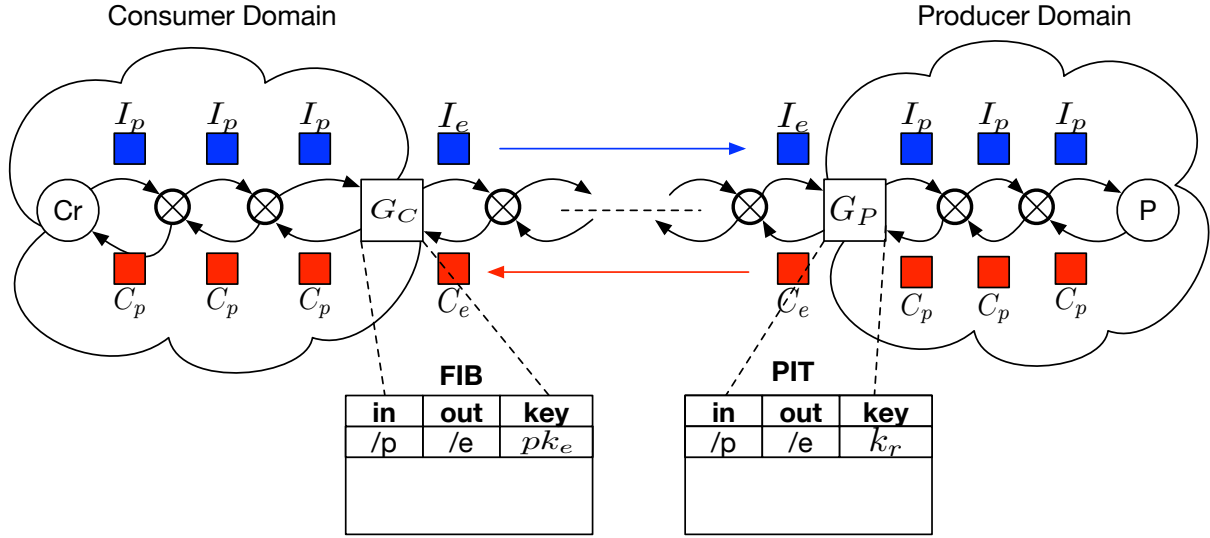 Consumer Domain Producer Domain
I_p I_p I_p I_e I_e I_p I_p I_p
Cr G_C G_P P
C_p C_p C_p C_e C_e C_p C_p C_p
FIB PIT
in out key in out key
/p /e pk_e /p /e k_r